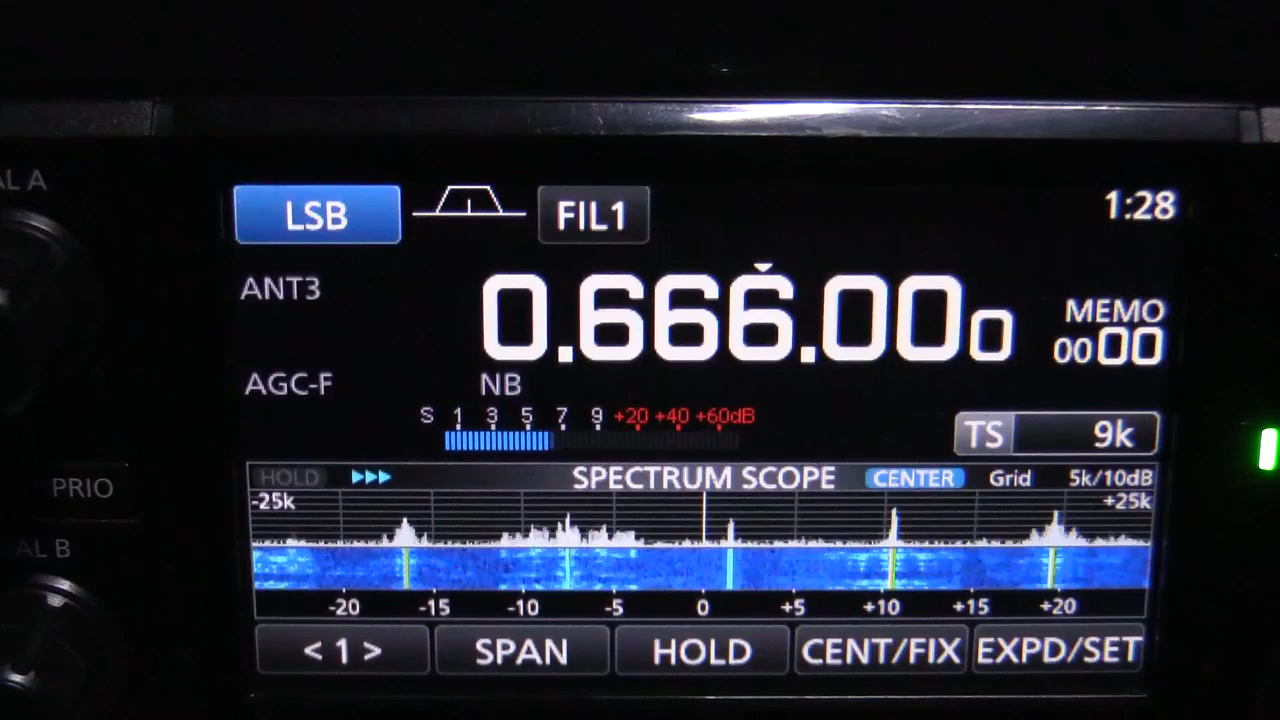 AL A
LSB
FIL1
1:28
ANT3
0.666.000
MEMO
0000
AGC-F
NB
S 1 3 5 7 9 +20 +40 +60dB
TS 9k
PRIO
HOLD SPECTRUM SCOPE CENTER Grid 5k/10dB
-25k +25k
AL B
-20 -15 -10 -5 0 +5 +10 +15 +20
< 1 > SPAN HOLD CENT/FIX EXPD/SET